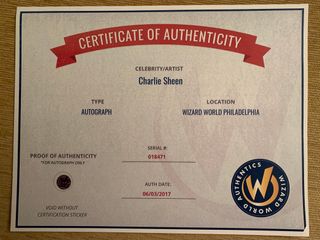 CERTIFICATE OF AUTHENTICITY
CELEBRITY/ARTIST
Charlie Sheen
TYPE
LOCATION
AUTOGRAPH
WIZARD WORLD PHILADELPHIA
SERIAL #:
018471
PROOF OF AUTHENTICITY
*FOR AUTOGRAPH ONLY
AUTH DATE:
06/03/2017
VOID WITHOUT
CERTIFICATION STICKER
WIZARD WORLD AUTHENTICS
W